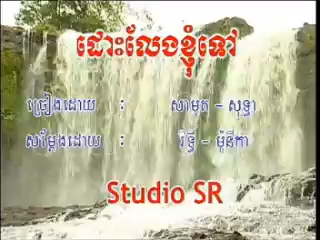 ដោះលែងខ្ញុំទៅ
ច្រៀងដោយ : សាមុត - សុទ្ធា
សម្ដែងដោយ : រិទ្ធី - ម៉ូនីកា
Studio SR